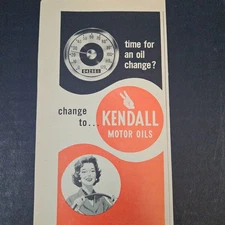 time for
an oil
change?
change
to...
KENDALL
MOTOR OILS